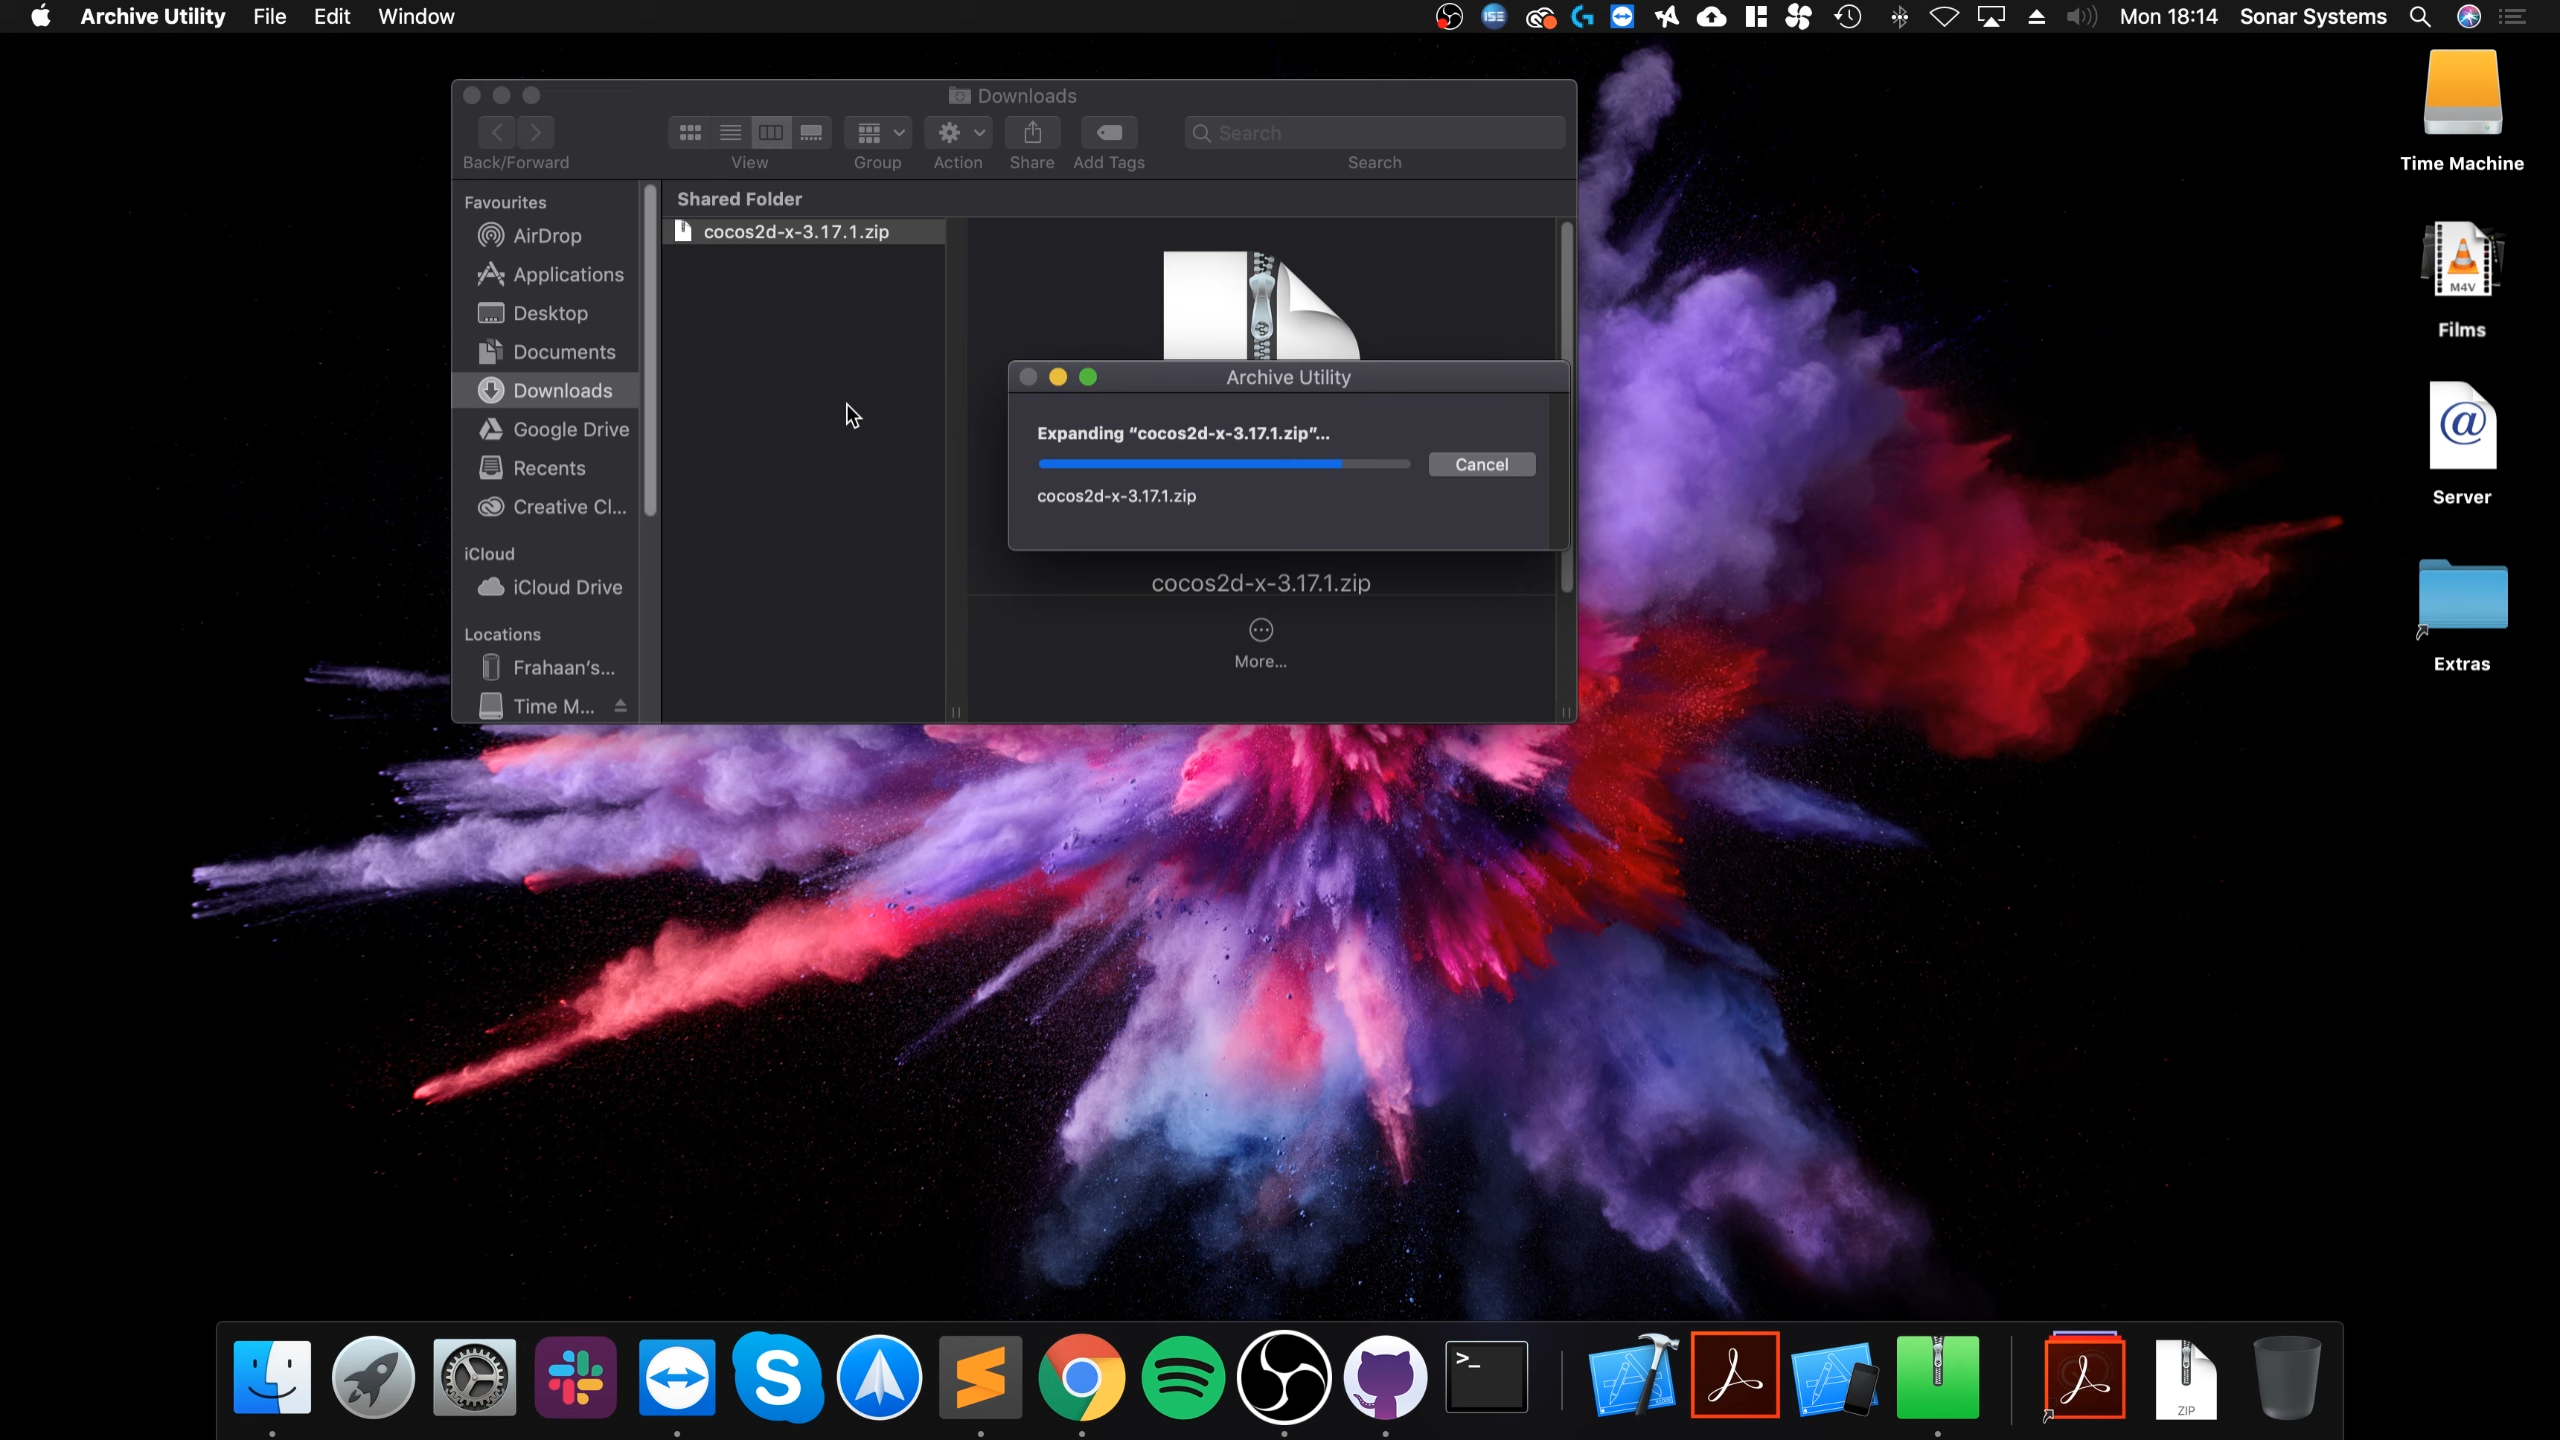 Archive Utility File Edit Window
ISE
Mon 18:14 Sonar Systems
Downloads
Search
Back/Forward View Group Action Share Add Tags Search
Favourites
AirDrop
Applications
Desktop
Documents
Downloads
Google Drive
Recents
Creative Cl...
iCloud
iCloud Drive
Locations
Frahaan’s...
Time M...
Shared Folder
cocos2d-x-3.17.1.zip
Archive Utility
Expanding “cocos2d-x-3.17.1.zip”...
Cancel
cocos2d-x-3.17.1.zip
cocos2d-x-3.17.1.zip
More...
Time Machine
M4V
Films
@
Server
Extras
S
>_
ZIP